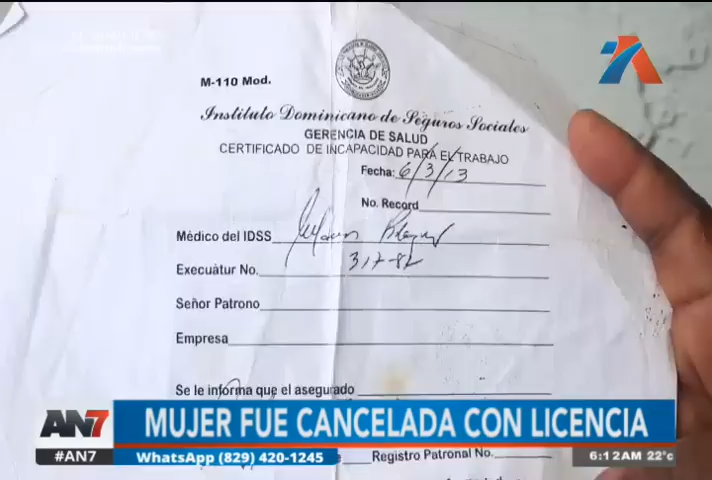 M-110 Mod.
Instituto Dominicano de Seguros Sociales
GERENCIA DE SALUD
CERTIFICADO DE INCAPACIDAD PARA EL TRABAJO
Fecha: 6/3/13
No. Record
Médico del IDSS
Execuátur No. 317-82
Señor Patrono
Empresa
Se le informa que el asegurado
Registro Patronal No.
AN7 MUJER FUE CANCELADA CON LICENCIA
#AN7 WhatsApp (829) 420-1245 6:12AM 22°c